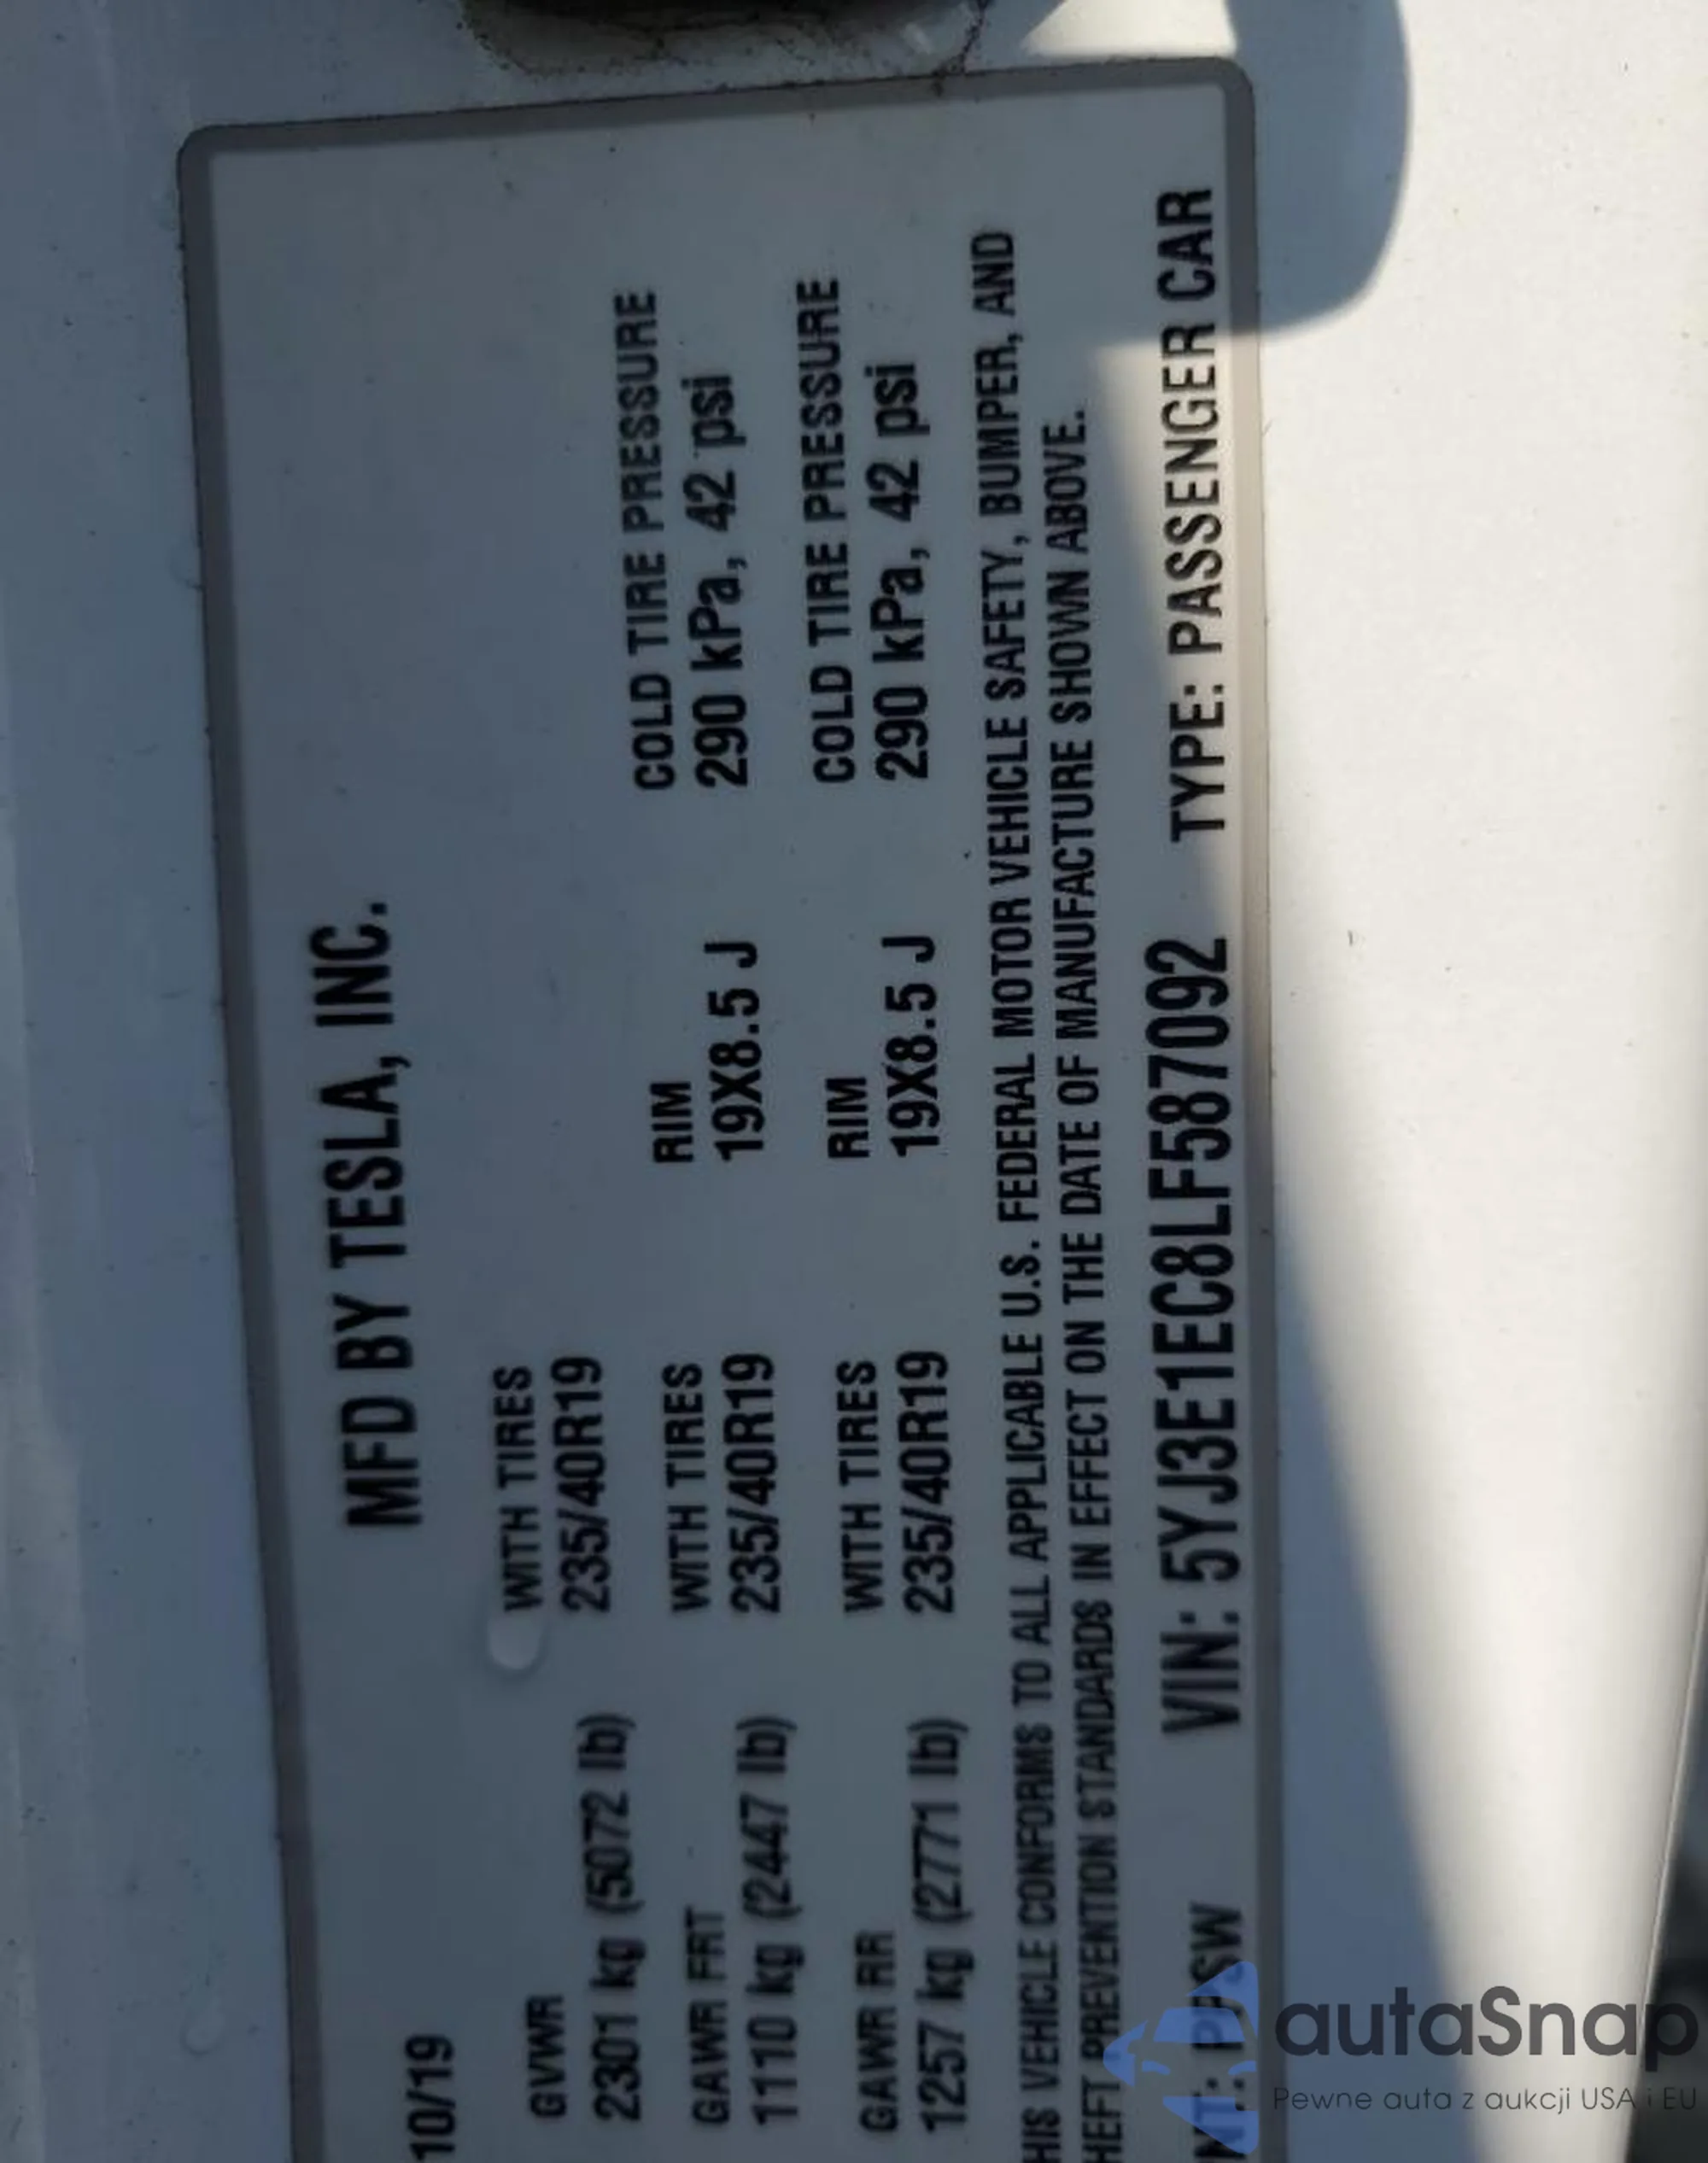 MFD BY TESLA, INC.
10/19
GVWR WITH TIRES
2301 kg (5072 lb) 235/40R19
GAWR FRT WITH TIRES RIM COLD TIRE PRESSURE
1110 kg (2447 lb) 235/40R19 19X8.5 J 290 kPa, 42 psi
GAWR RR WITH TIRES RIM COLD TIRE PRESSURE
1257 kg (2771 lb) 235/40R19 19X8.5 J 290 kPa, 42 psi
HIS VEHICLE CONFORMS TO ALL APPLICABLE U.S. FEDERAL MOTOR VEHICLE SAFETY, BUMPER, AND
HEFT PREVENTION STANDARDS IN EFFECT ON THE DATE OF MANUFACTURE SHOWN ABOVE.
NT: PPSW VIN: 5YJ3E1EC8LF587092 TYPE: PASSENGER CAR
autaSnap
Pewne auta z aukcji USA i EU